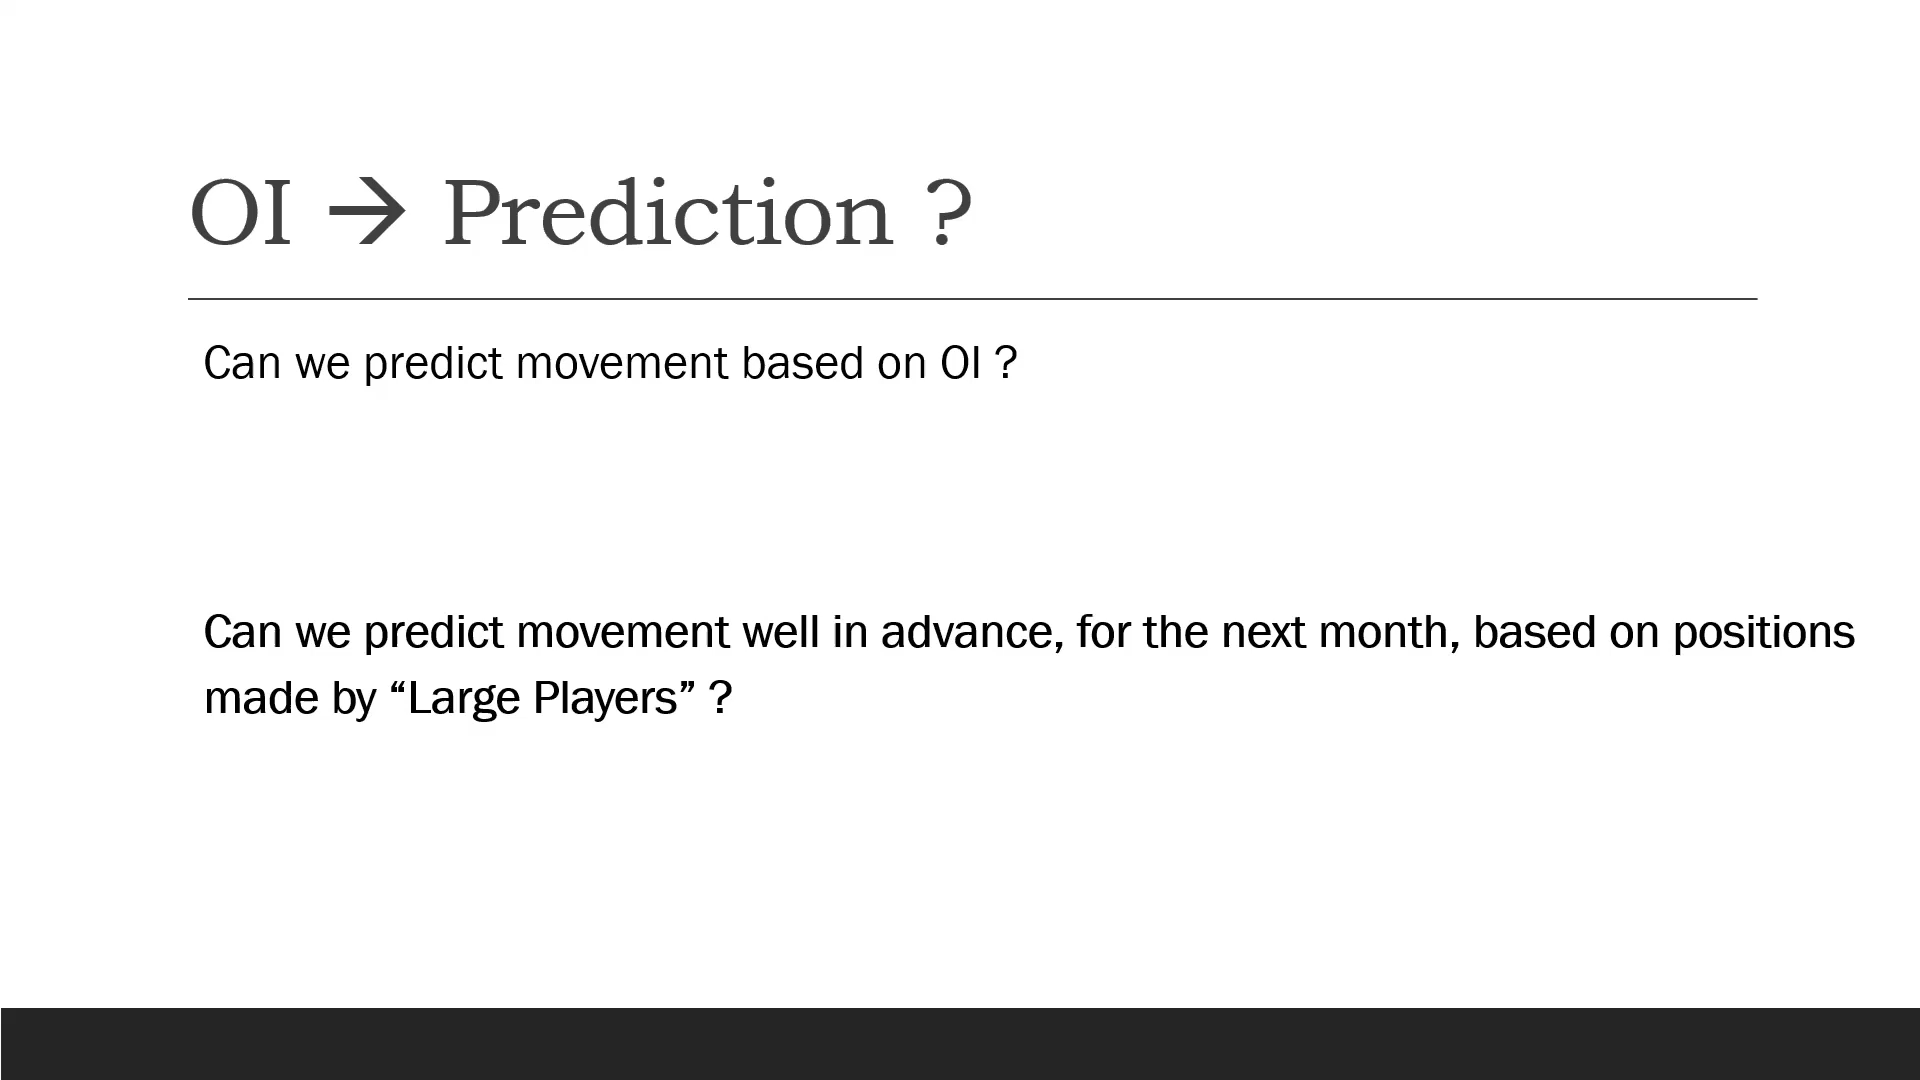 OI → Prediction ?
Can we predict movement based on OI ?
Can we predict movement well in advance, for the next month, based on positions
made by “Large Players” ?